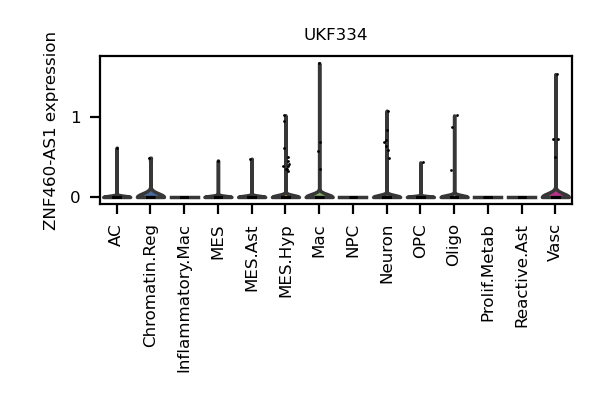 UKF334
ZNF460-AS1 expression
1
0
AC
Chromatin.Reg
Inflammatory.Mac
MES
MES.Ast
MES.Hyp
Mac
NPC
Neuron
OPC
Oligo
Prolif.Metab
Reactive.Ast
Vasc